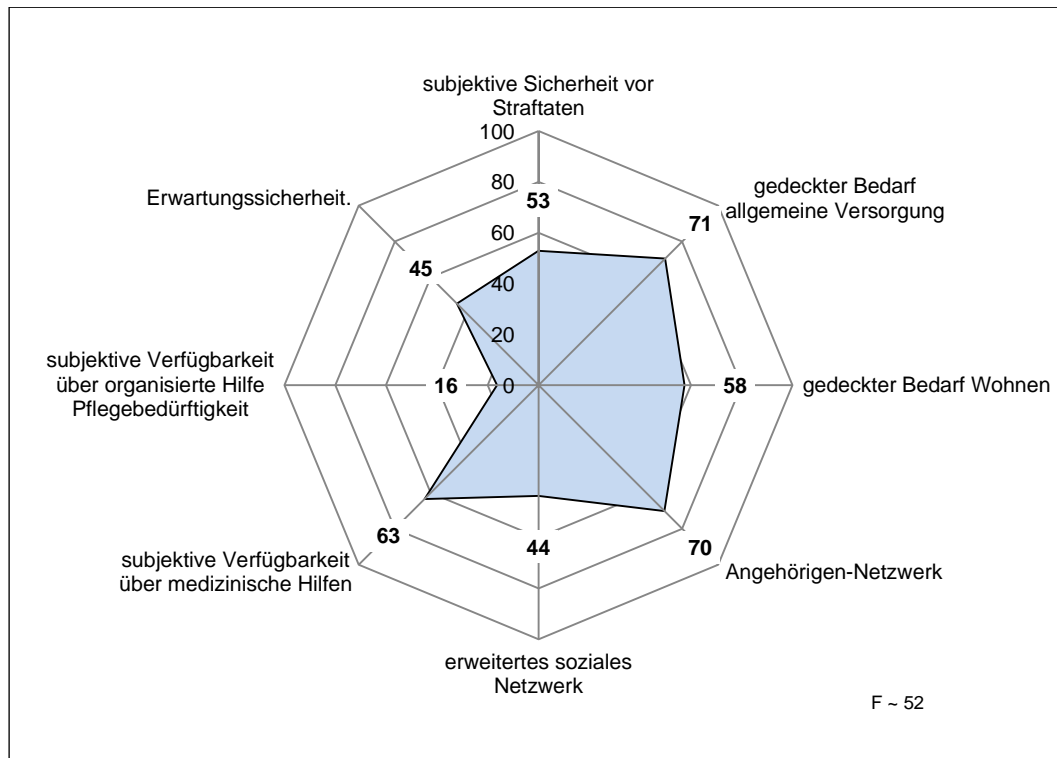 subjektive Sicherheit vor
Straftaten
100
80
60
40
20
0
53
gedeckter Bedarf
allgemeine Versorgung
71
gedeckter Bedarf Wohnen
58
Angehörigen-Netzwerk
70
erweitertes soziales
Netzwerk
44
subjektive Verfügbarkeit
über medizinische Hilfen
63
subjektive Verfügbarkeit
über organisierte Hilfe
Pflegebedürftigkeit
16
Erwartungssicherheit.
45
F ~ 52